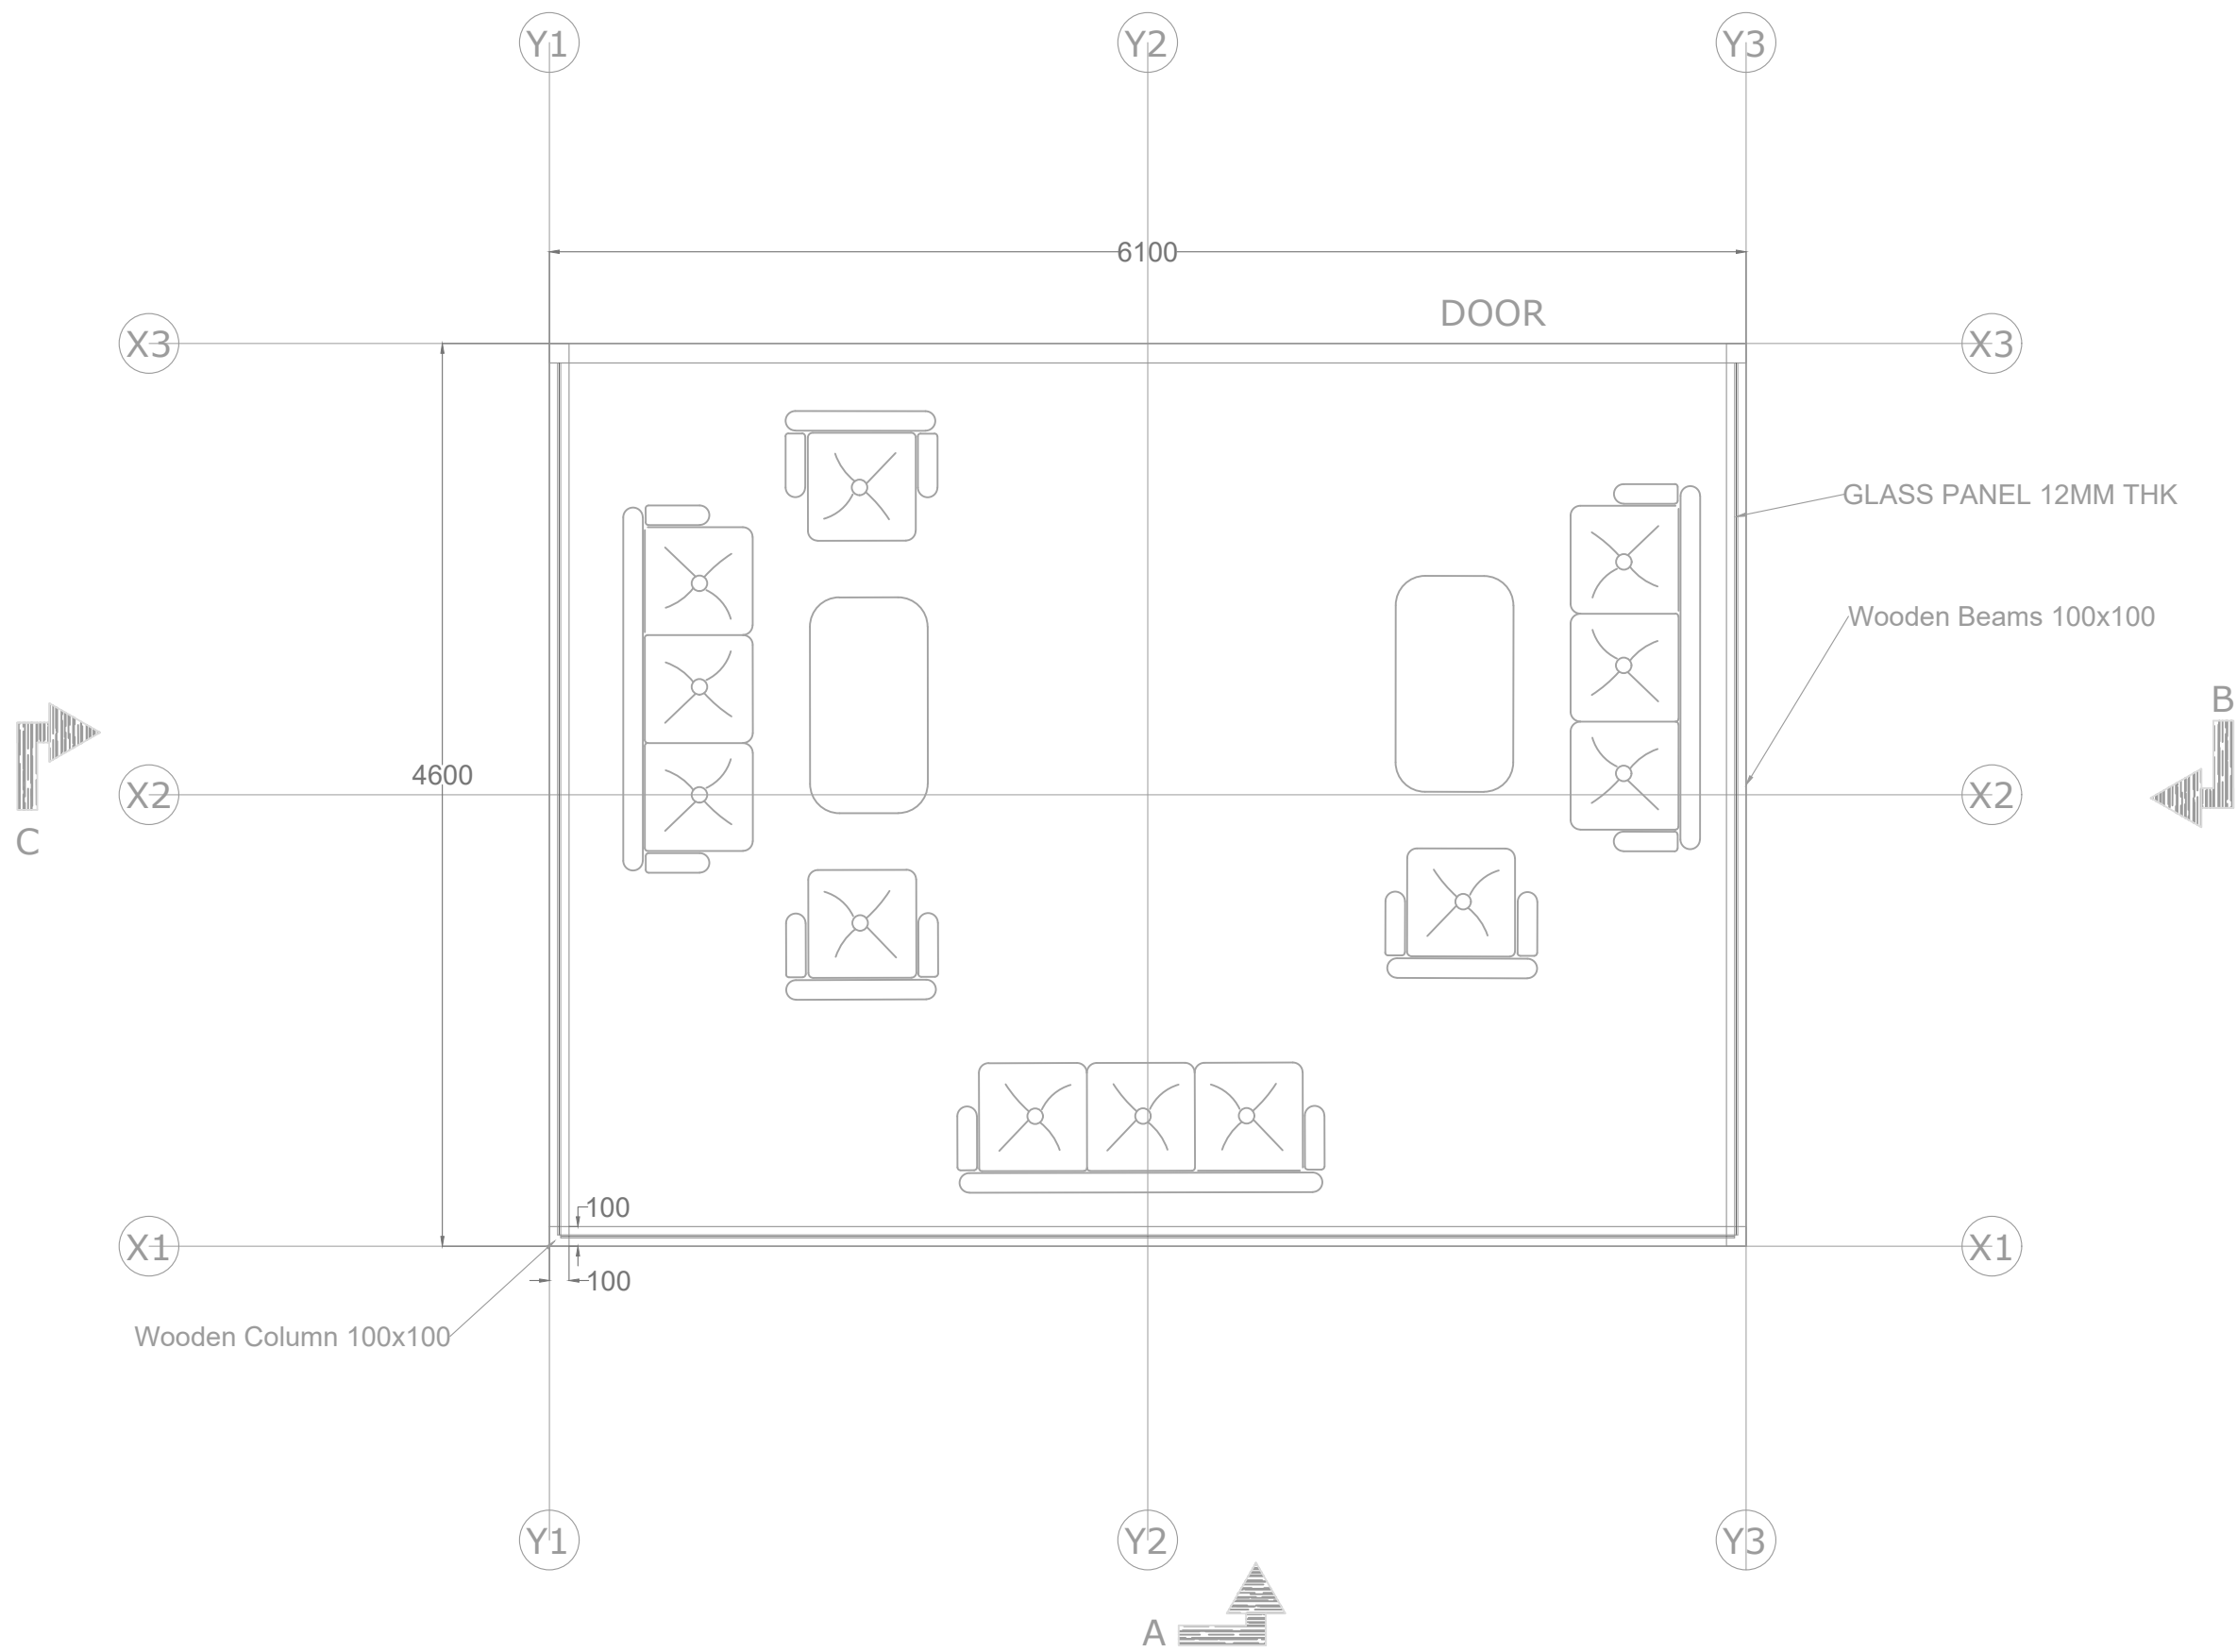 Y1
Y2
Y3
6100
DOOR
X3
X3
GLASS PANEL 12MM THK
Wooden Beams 100x100
B
4600
X2
X2
C
100
X1
X1
100
Wooden Column 100x100
Y1
Y2
Y3
A